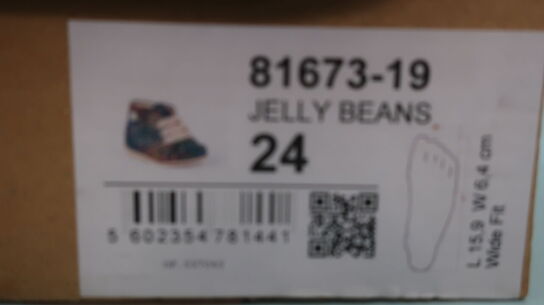 81673-19
JELLY BEANS
24
5 602354 781441
L 15.9 W 6.4 cm
Wide Fit